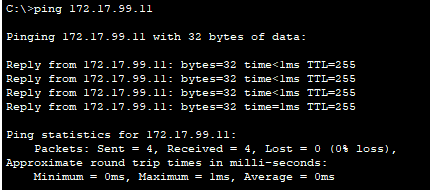 C:\>ping 172.17.99.11
Pinging 172.17.99.11 with 32 bytes of data:
Reply from 172.17.99.11: bytes=32 time<1ms TTL=255
Reply from 172.17.99.11: bytes=32 time<1ms TTL=255
Reply from 172.17.99.11: bytes=32 time<1ms TTL=255
Reply from 172.17.99.11: bytes=32 time=1ms TTL=255
Ping statistics for 172.17.99.11:
    Packets: Sent = 4, Received = 4, Lost = 0 (0% loss),
Approximate round trip times in milli-seconds:
    Minimum = 0ms, Maximum = 1ms, Average = 0ms